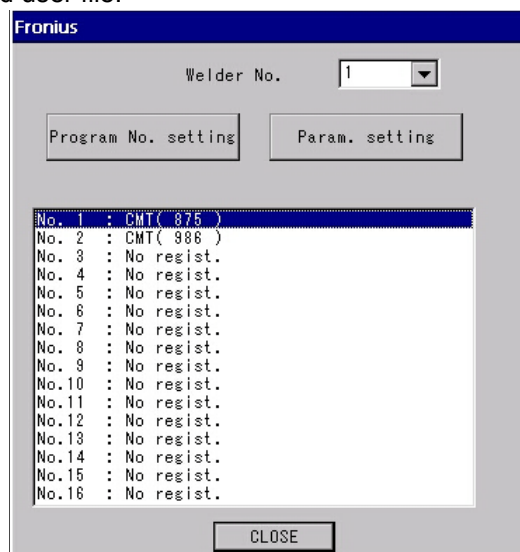 d user file.
Fronius
Welder No. 1
Program No. setting Param. setting
No. 1 : CMT( 875 )
No. 2 : CMT( 986 )
No. 3 : No regist.
No. 4 : No regist.
No. 5 : No regist.
No. 6 : No regist.
No. 7 : No regist.
No. 8 : No regist.
No. 9 : No regist.
No.10 : No regist.
No.11 : No regist.
No.12 : No regist.
No.13 : No regist.
No.14 : No regist.
No.15 : No regist.
No.16 : No regist.
CLOSE